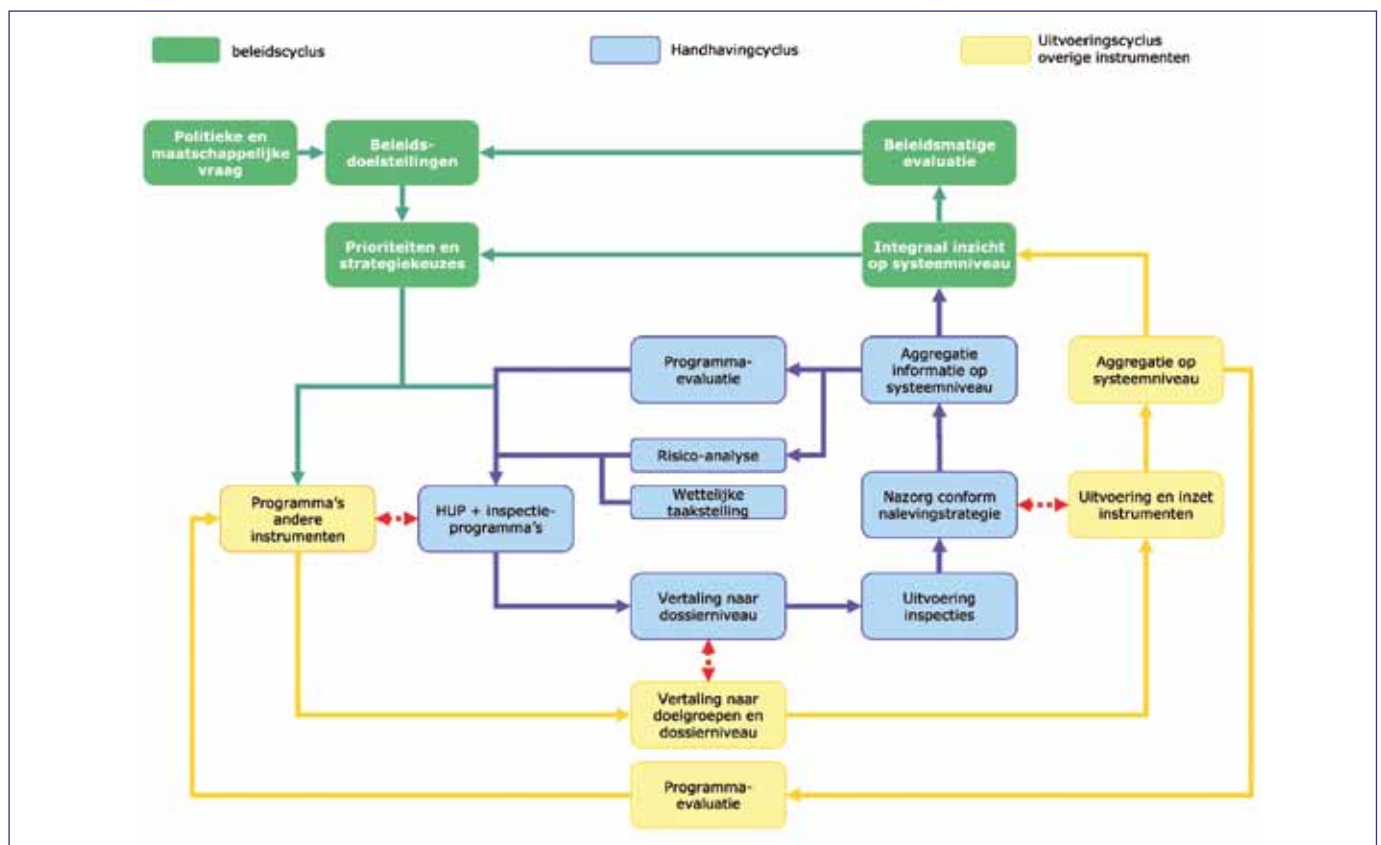 beleidscyclus
Handhavingcyclus
Uitvoeringscyclus
overige instrumenten
Politieke en
maatschappelijke
vraag
Beleids-
doelstellingen
Beleidsmatige
evaluatie
Prioriteiten en
strategiekeuzes
Integraal inzicht
op systeemniveau
Programma-
evaluatie
Aggregatie
informatie op
systeemniveau
Aggregatie op
systeemniveau
Risico-analyse
Wettelijke
taakstelling
Programma's
andere
instrumenten
HUP + inspectie-
programma's
Nazorg conform
nalevingstrategie
Uitvoering en inzet
instrumenten
Vertaling naar
dossierniveau
Uitvoering
inspecties
Vertaling naar
doelgroepen en
dossierniveau
Programma-
evaluatie